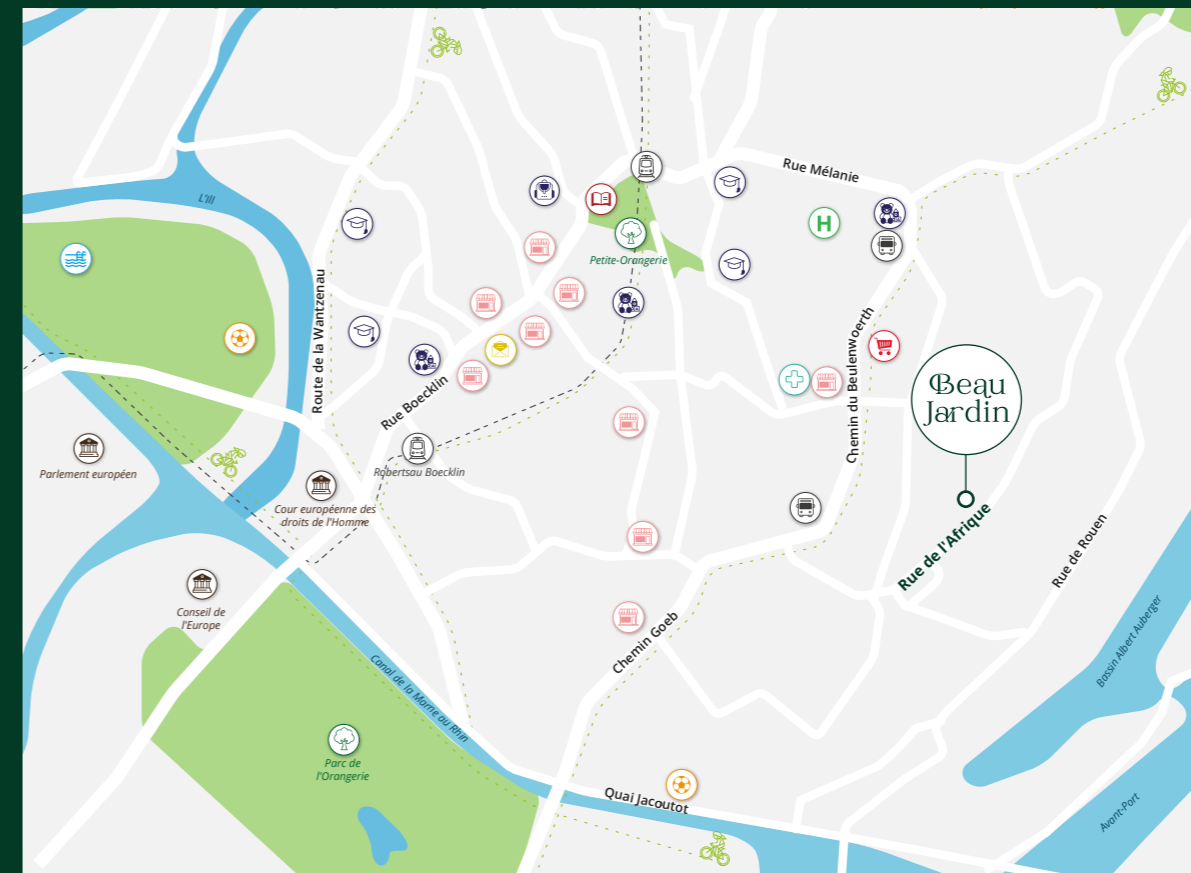 Rue Mélanie
L'Ill
H
Petite-Orangerie
Route de la Wantzenau
Chemin du Beulenwoerth
Beau
Jardin
Rue Boecklin
Parlement européen
Robertsau Boecklin
Cour européenne des
droits de l'Homme
Rue de l'Afrique
Rue de Rouen
Conseil de
l'Europe
Chemin Goeb
Bassin Albert Auberger
Canal de la Marne au Rhin
Parc de
l'Orangerie
Quai Jacoutot
Avant-Port